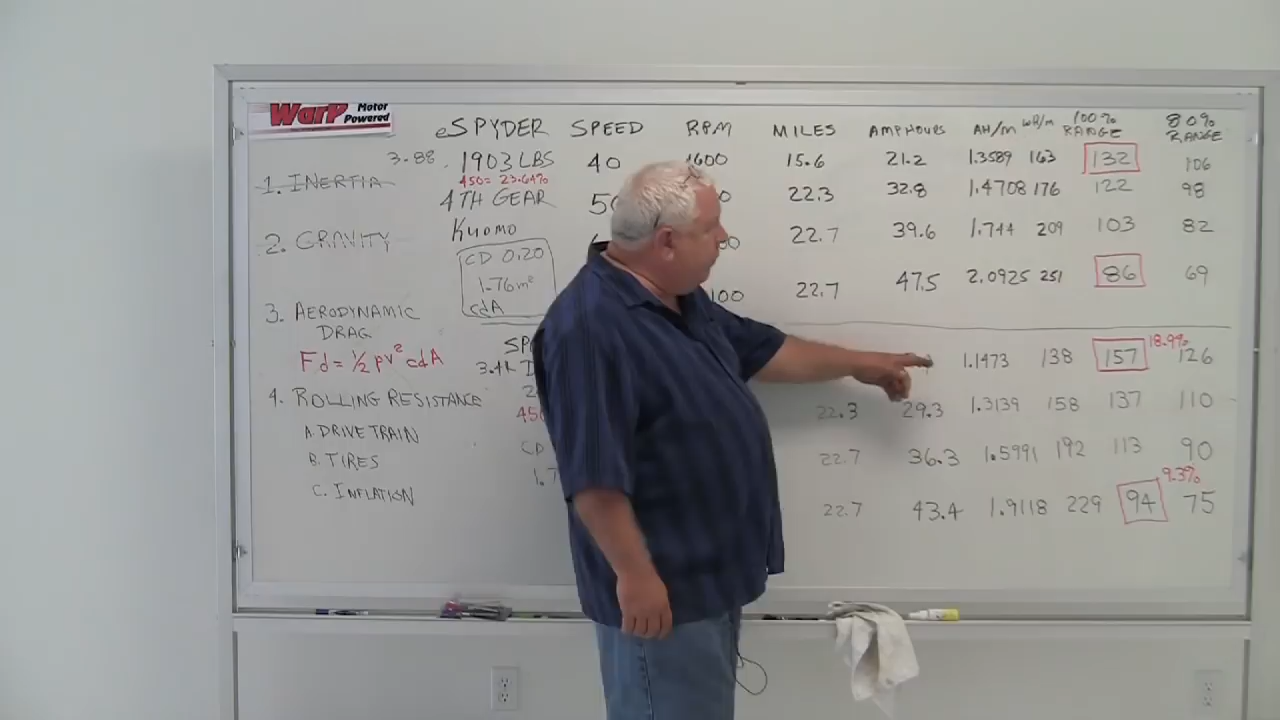 WarP Motor Powered
eSPYDER SPEED RPM MILES AMPHOURS AH/M WH/M 100% RANGE 80% RANGE
3.88 1903 LBS 40 1600 15.6 21.2 1.3589 163 132 106
450= 23.64%
1. INERTIA
4TH GEAR 22.3 32.8 1.4708 176 122 98
Kuomo 22.7 39.6 1.744 209 103 82
2. GRAVITY
CD 0.20
1.76m²
cdA
22.7 47.5 2.0925 251 86 69
3. AERODYNAMIC
DRAG
Fd = 1/2 pv² cdA
1.1473 138 157 18.9% 126
4. ROLLING RESISTANCE
22.3 29.3 1.3139 158 137 110
A. DRIVE TRAIN
B. TIRES
22.7 36.3 1.5991 192 113 90
C. INFLATION
9.3%
22.7 43.4 1.9118 229 94 75